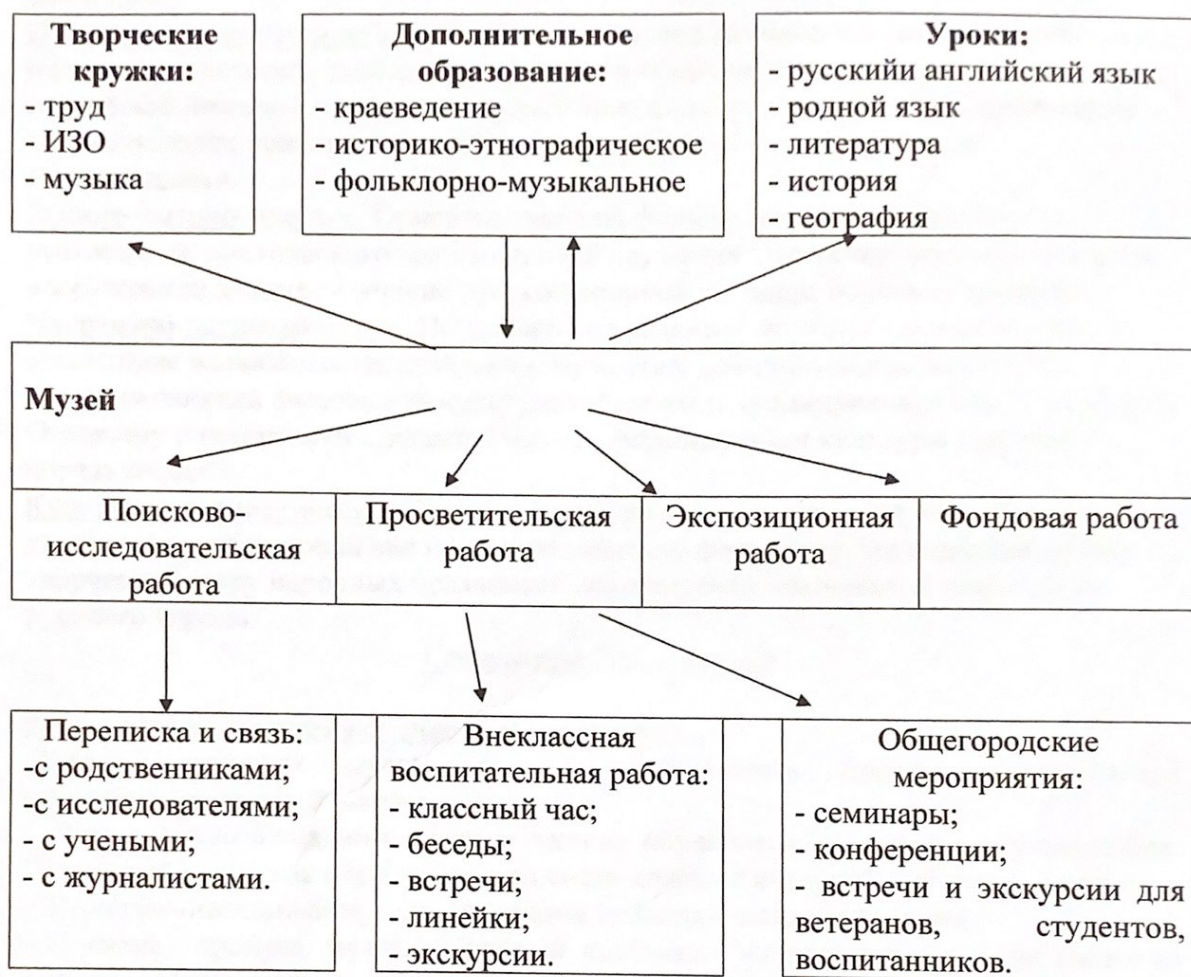 Творческие
кружки:
- труд
- ИЗО
- музыка
Дополнительное
образование:
- краеведение
- историко-этнографическое
- фольклорно-музыкальное
Уроки:
- русскийи английский язык
- родной язык
- литература
- история
- география
Музей
Поисково-
исследовательская
работа
Просветительская
работа
Экспозиционная
работа
Фондовая работа
Переписка и связь:
-с родственниками;
-с исследователями;
- с учеными;
- с журналистами.
Внеклассная
воспитательная работа:
- классный час;
- беседы;
- встречи;
- линейки;
- экскурсии.
Общегородские
мероприятия:
- семинары;
- конференции;
- встречи и экскурсии для
ветеранов, студентов,
воспитанников.